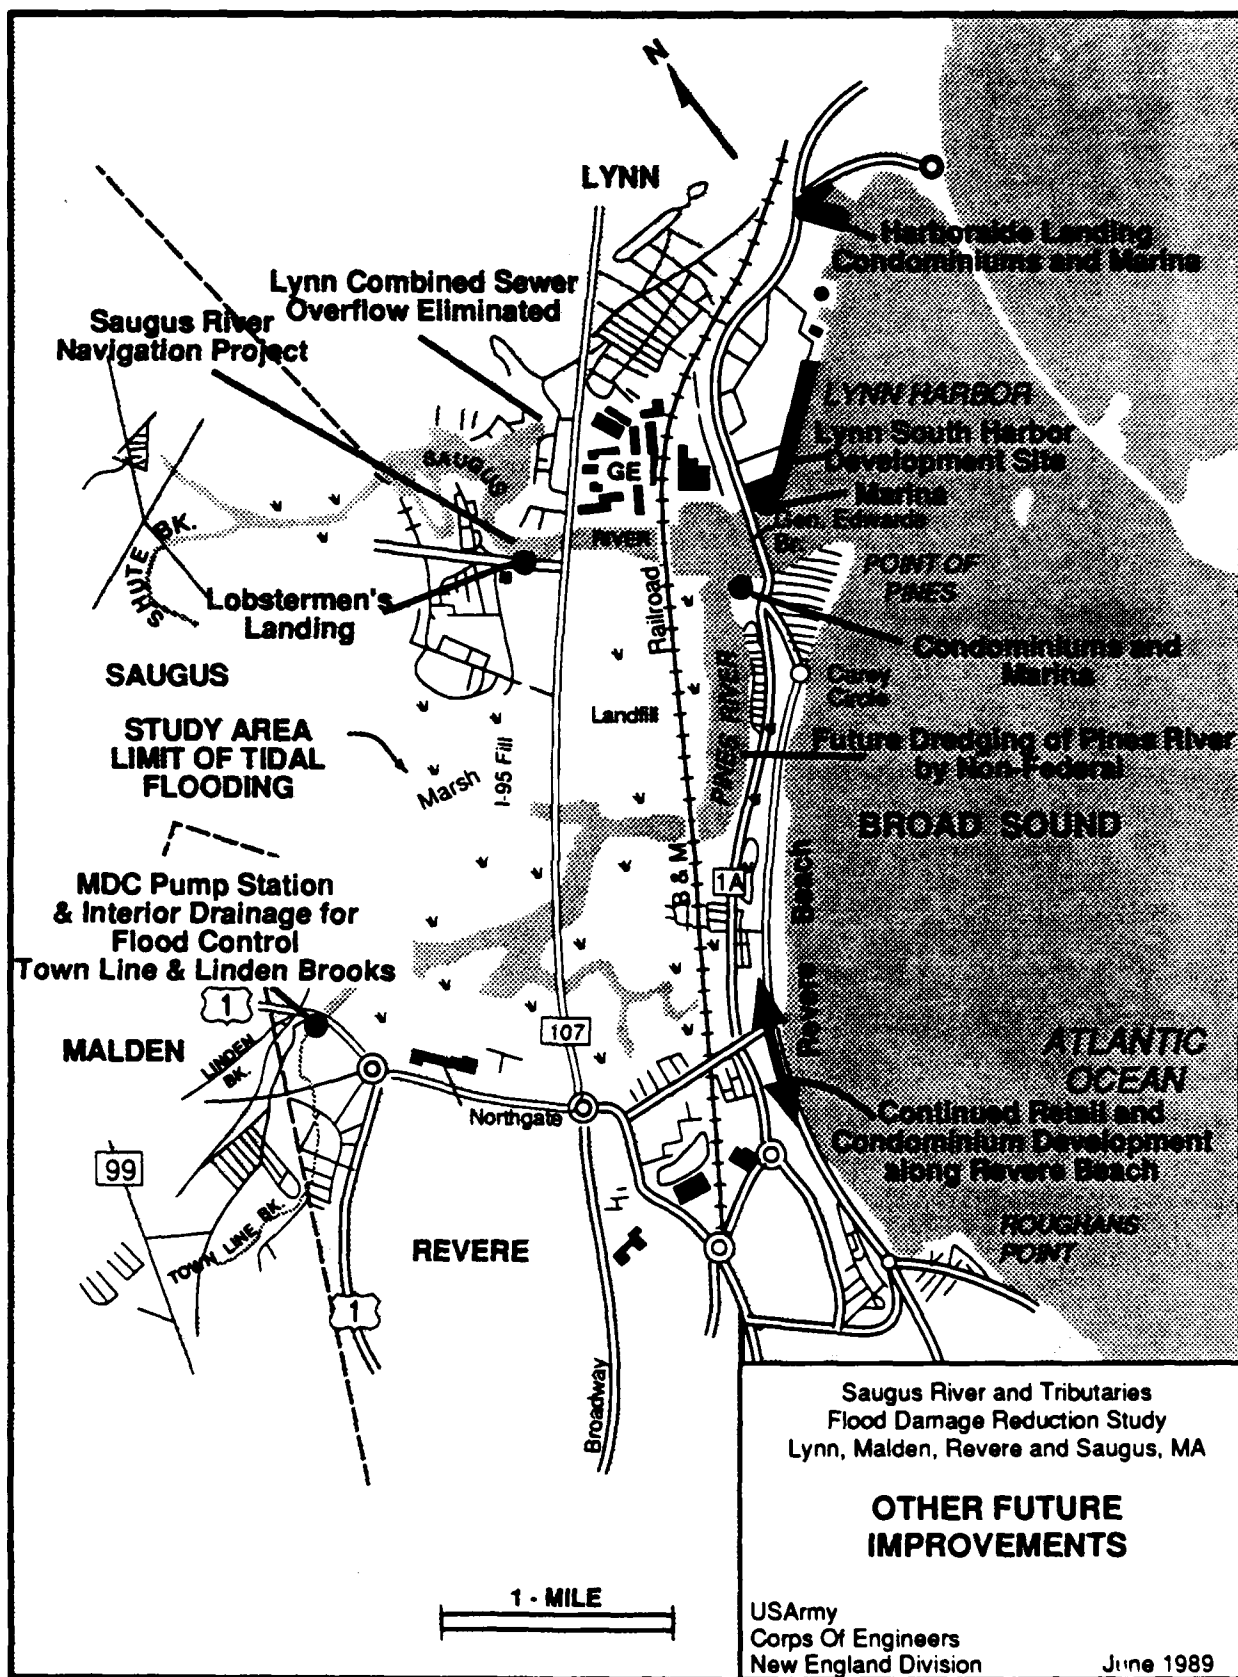 N
LYNN
Harborside Landing
Condominiums and Marina
Lynn Combined Sewer
Overflow Eliminated
Saugus River
Navigation Project
LYNN HARBOR
Lynn South Harbor
Development Site
Marina
Gen. Edwards
Br.
SAUGUS
GE
RIVER
SHUTE BK.
POINT OF
PINES
Railroad
Lobstermen's
Landing
Condominiums and
Marina
Carey
Circle
SAUGUS
Landfill
PINES RIVER
STUDY AREA
LIMIT OF TIDAL
FLOODING
Future Dredging of Pines River
by Non-Federal
Marsh
I-95 Fill
BROAD SOUND
B & M
1A
Revere Beach
MDC Pump Station
& Interior Drainage for
Flood Control
Town Line & Linden Brooks
1
107
MALDEN
LINDEN
BK.
ATLANTIC
OCEAN
Northgate
Continued Retail and
Condominium Development
along Revere Beach
99
TOWN LINE BK.
REVERE
ROUGHANS
POINT
1
Broadway
Saugus River and Tributaries
Flood Damage Reduction Study
Lynn, Malden, Revere and Saugus, MA
OTHER FUTURE
IMPROVEMENTS
1 - MILE
USArmy
Corps Of Engineers
New England Division
June 1989